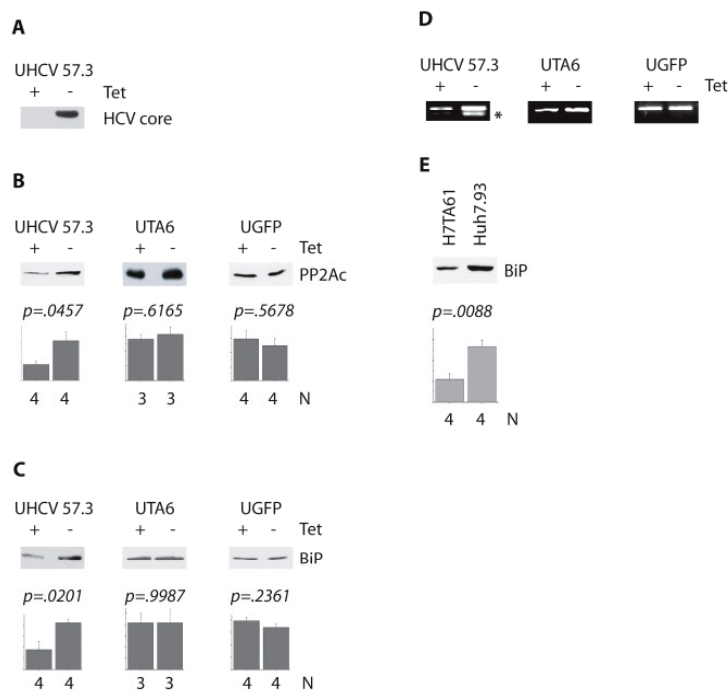 A
UHCV 57.3
+ - Tet
HCV core
B
UHCV 57.3 UTA6 UGFP
+ - + - + - Tet
PP2Ac
p=.0457 p=.6165 p=.5678
4 4 3 3 4 4 N
C
UHCV 57.3 UTA6 UGFP
+ - + - + - Tet
BiP
p=.0201 p=.9987 p=.2361
4 4 3 3 4 4 N
D
UHCV 57.3 UTA6 UGFP
+ - + - + - Tet
*
E
H7TA61 Huh7.93
BiP
p=.0088
4 4 N